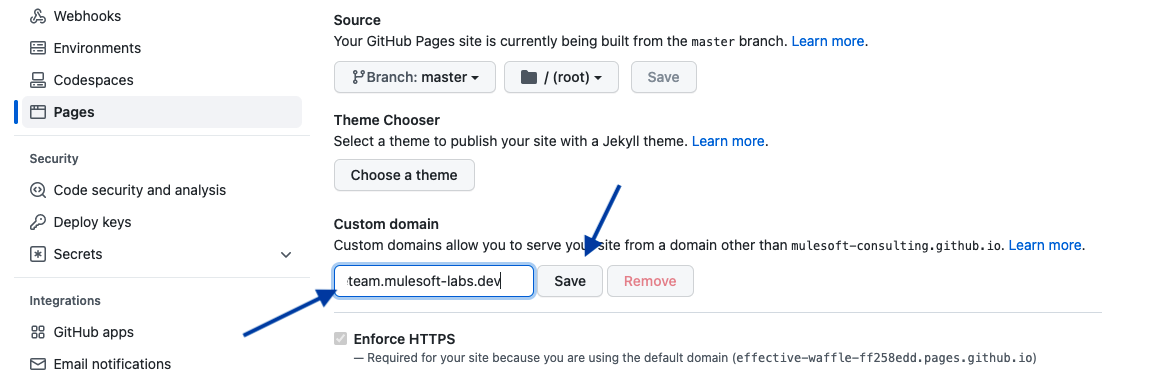 Webhooks
Environments
Codespaces
Pages
Security
Code security and analysis
Deploy keys
Secrets
Integrations
GitHub apps
Email notifications
Source
Your GitHub Pages site is currently being built from the master branch. Learn more.
Branch: master
/ (root)
Save
Theme Chooser
Select a theme to publish your site with a Jekyll theme. Learn more.
Choose a theme
Custom domain
Custom domains allow you to serve your site from a domain other than mulesoft-consulting.github.io. Learn more.
team.mulesoft-labs.dev
Save
Remove
Enforce HTTPS
— Required for your site because you are using the default domain (effective-waffle-ff258edd.pages.github.io)